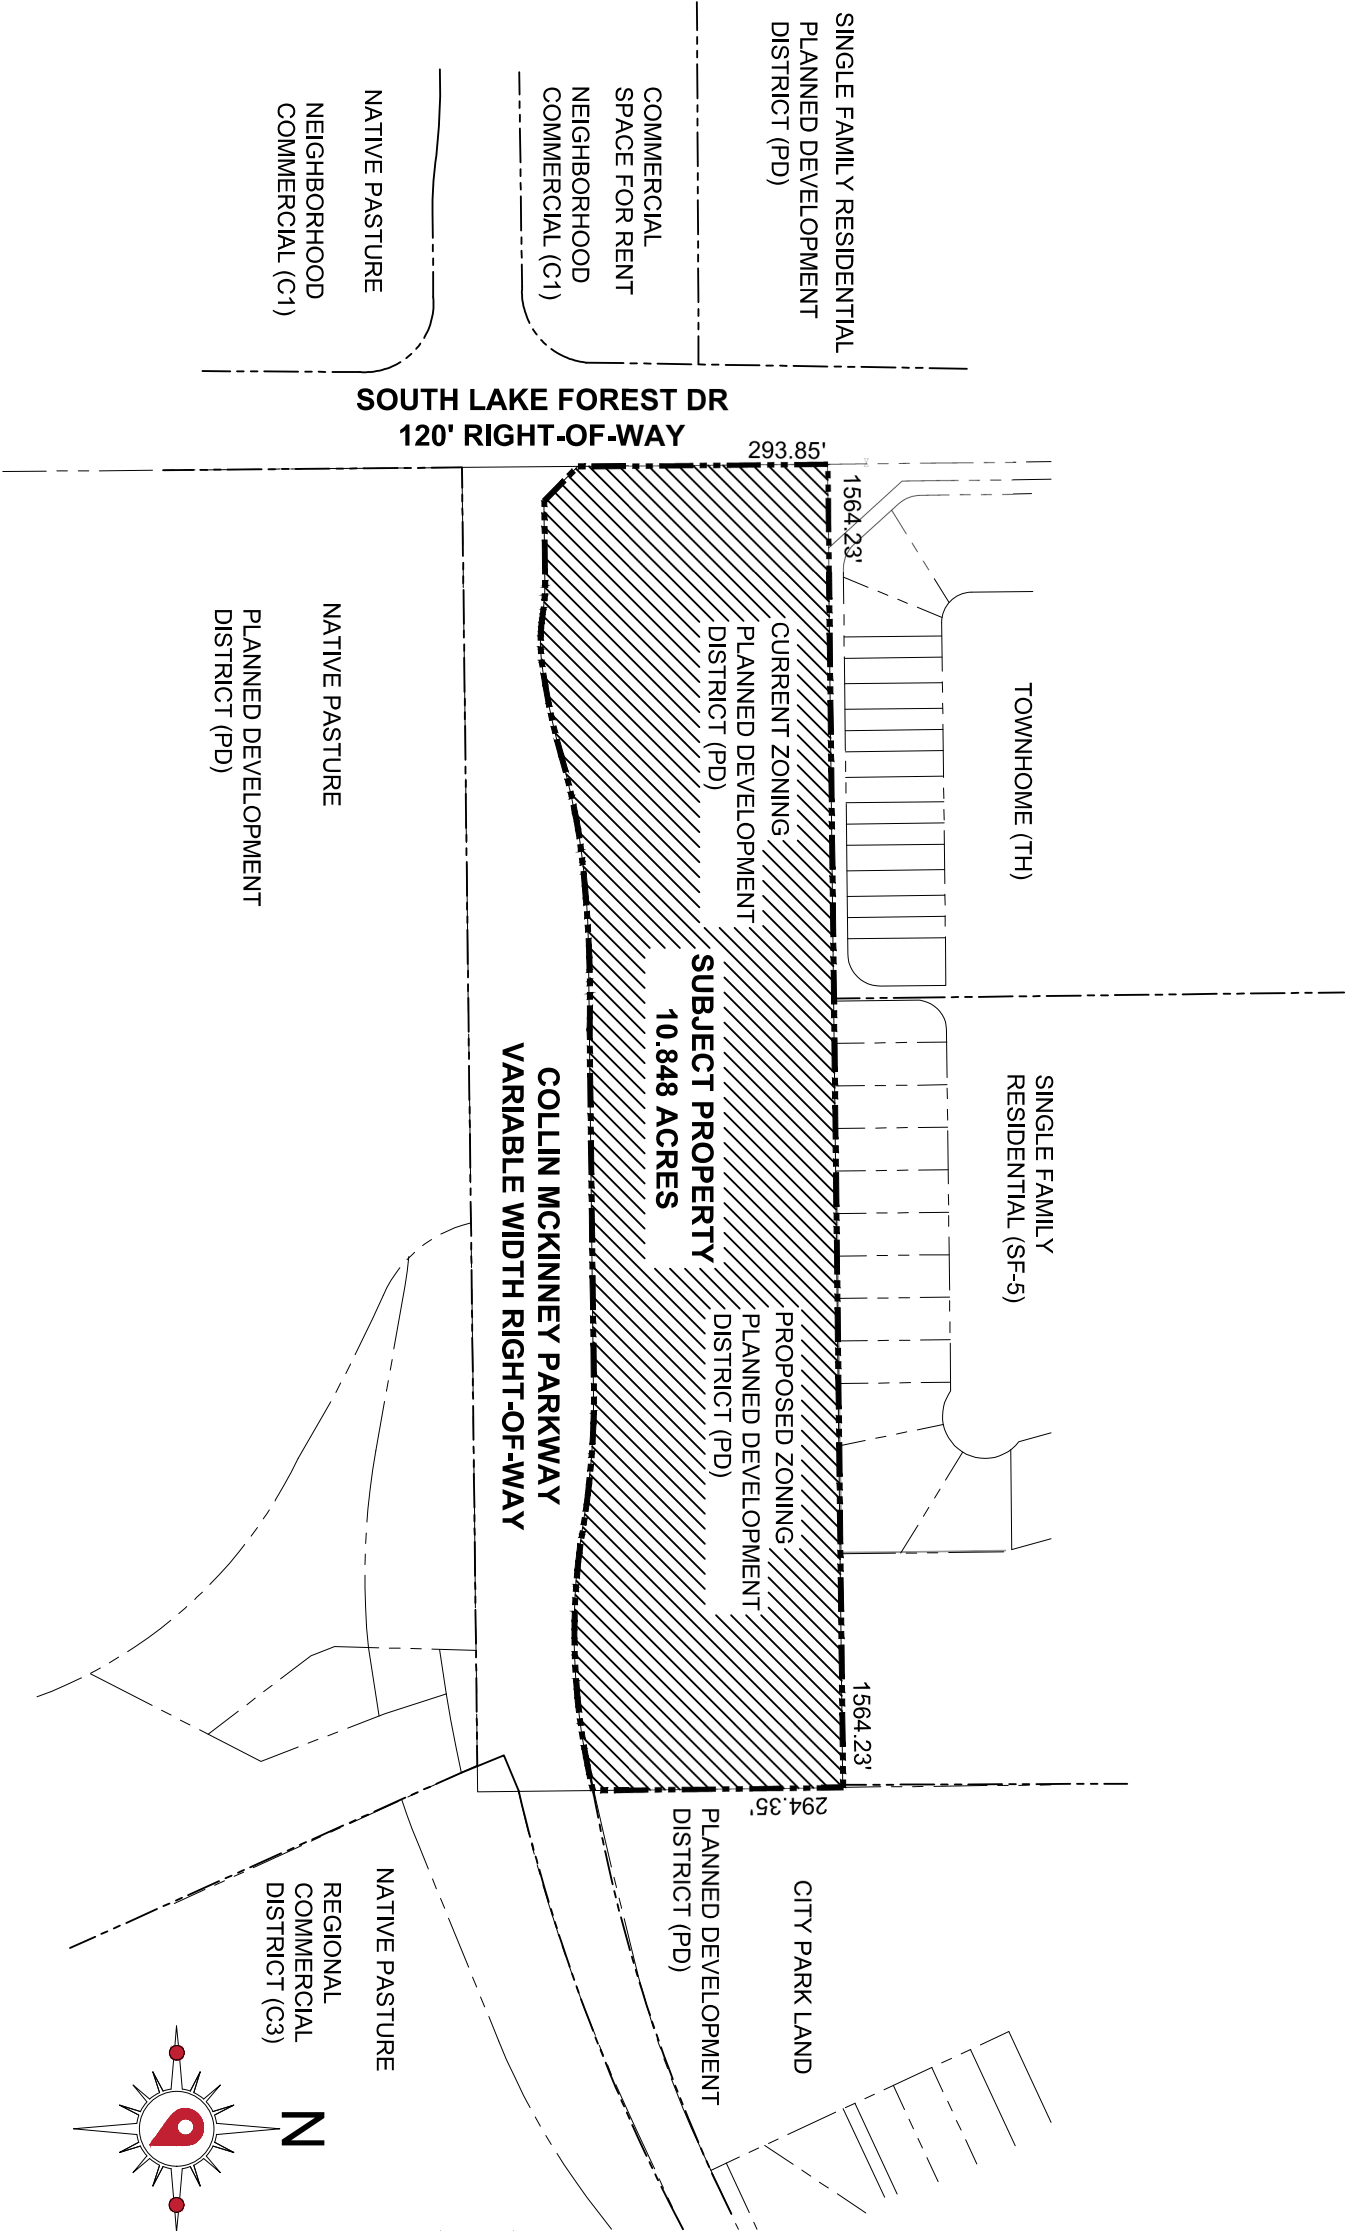 SINGLE FAMILY RESIDENTIAL
PLANNED DEVELOPMENT
DISTRICT (PD)
COMMERCIAL
SPACE FOR RENT
NEIGHBORHOOD
COMMERCIAL (C1)
NATIVE PASTURE
NEIGHBORHOOD
COMMERCIAL (C1)
SOUTH LAKE FOREST DR
120' RIGHT-OF-WAY
293.85'
1564.23'
TOWNHOME (TH)
SINGLE FAMILY
RESIDENTIAL (SF-5)
CURRENT ZONING
PLANNED DEVELOPMENT
DISTRICT (PD)
SUBJECT PROPERTY
10.848 ACRES
PROPOSED ZONING
PLANNED DEVELOPMENT
DISTRICT (PD)
NATIVE PASTURE
PLANNED DEVELOPMENT
DISTRICT (PD)
COLLIN MCKINNEY PARKWAY
VARIABLE WIDTH RIGHT-OF-WAY
1564.23'
294.35'
CITY PARK LAND
PLANNED DEVELOPMENT
DISTRICT (PD)
NATIVE PASTURE
REGIONAL
COMMERCIAL
DISTRICT (C3)
N